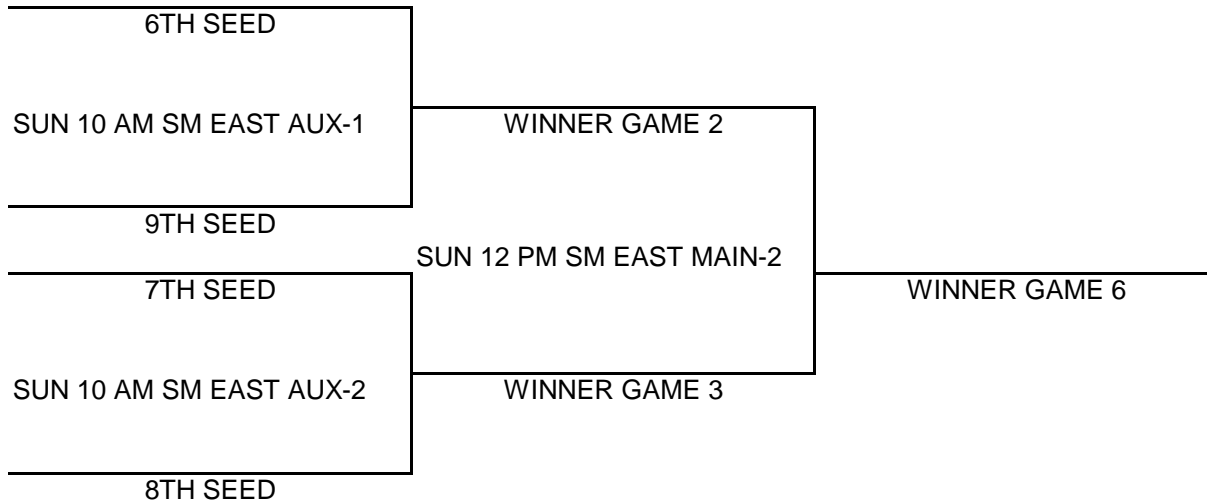 6TH SEED
SUN 10 AM SM EAST AUX-1
WINNER GAME 2
9TH SEED
SUN 12 PM SM EAST MAIN-2
7TH SEED
WINNER GAME 6
SUN 10 AM SM EAST AUX-2
WINNER GAME 3
8TH SEED